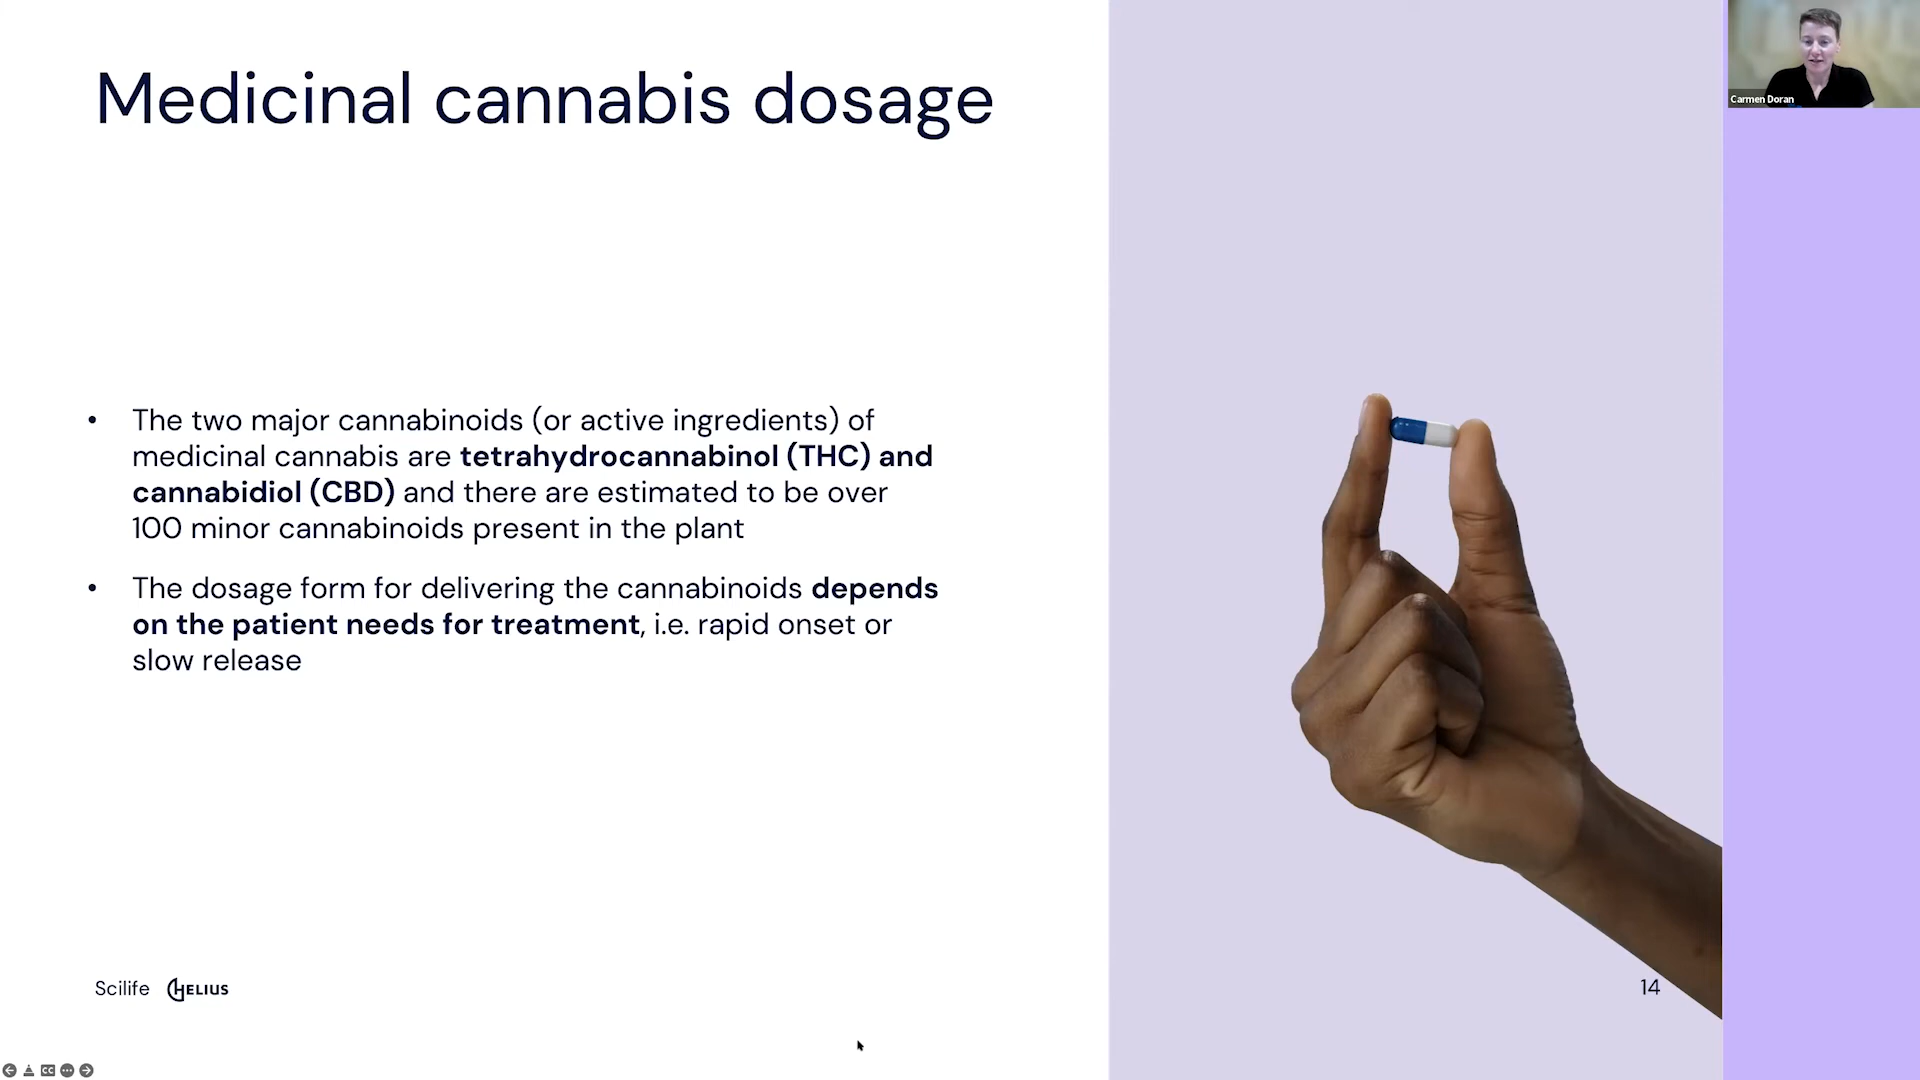 Medicinal cannabis dosage
Carmen Doran
• The two major cannabinoids (or active ingredients) of
medicinal cannabis are tetrahydrocannabinol (THC) and
cannabidiol (CBD) and there are estimated to be over
100 minor cannabinoids present in the plant
• The dosage form for delivering the cannabinoids depends
on the patient needs for treatment, i.e. rapid onset or
slow release
Scilife HELIUS
14
CC